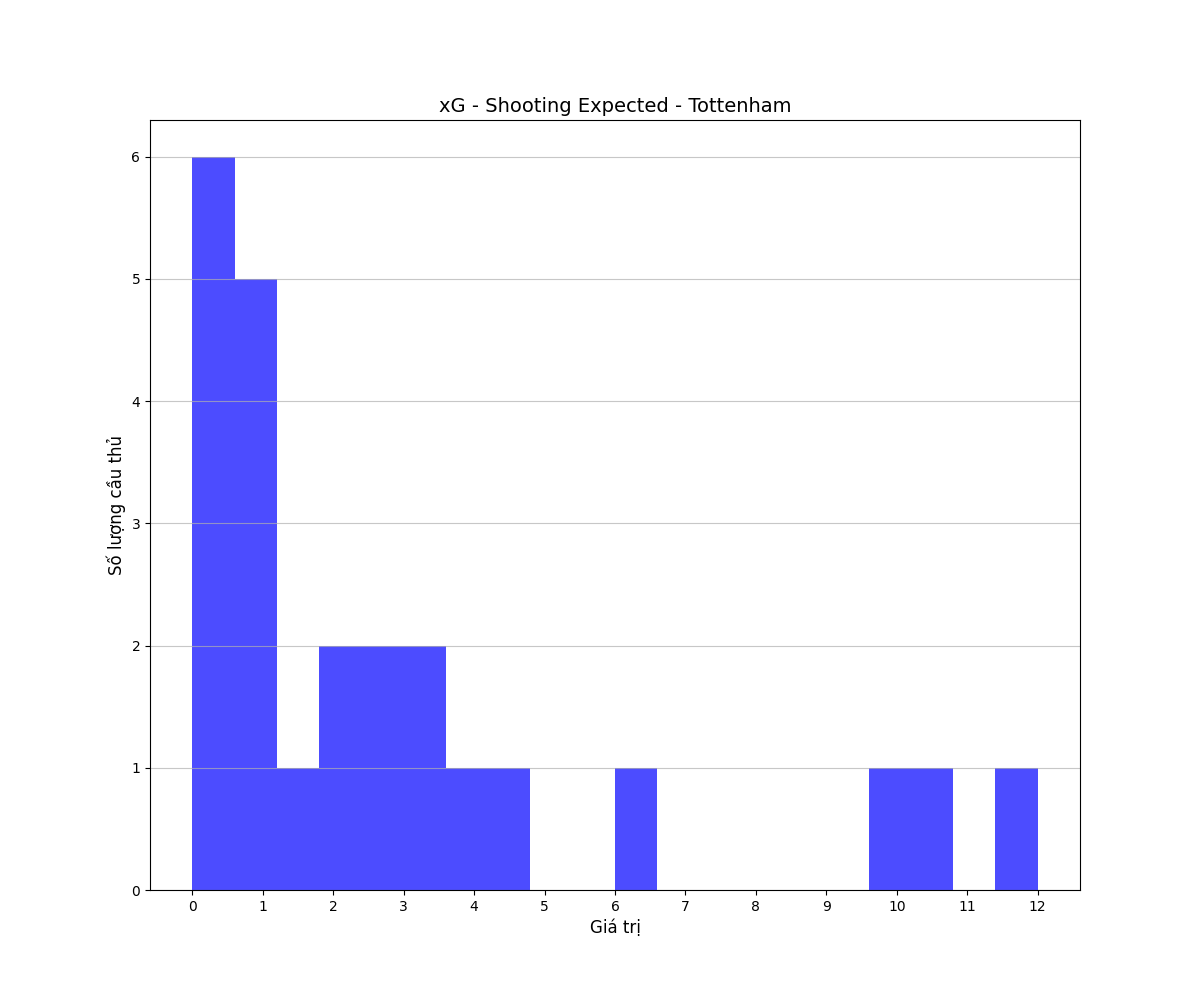 xG - Shooting Expected - Tottenham
6
5
4
3
2
1
0
Số lượng cầu thủ
0 1 2 3 4 5 6 7 8 9 10 11 12
Giá trị